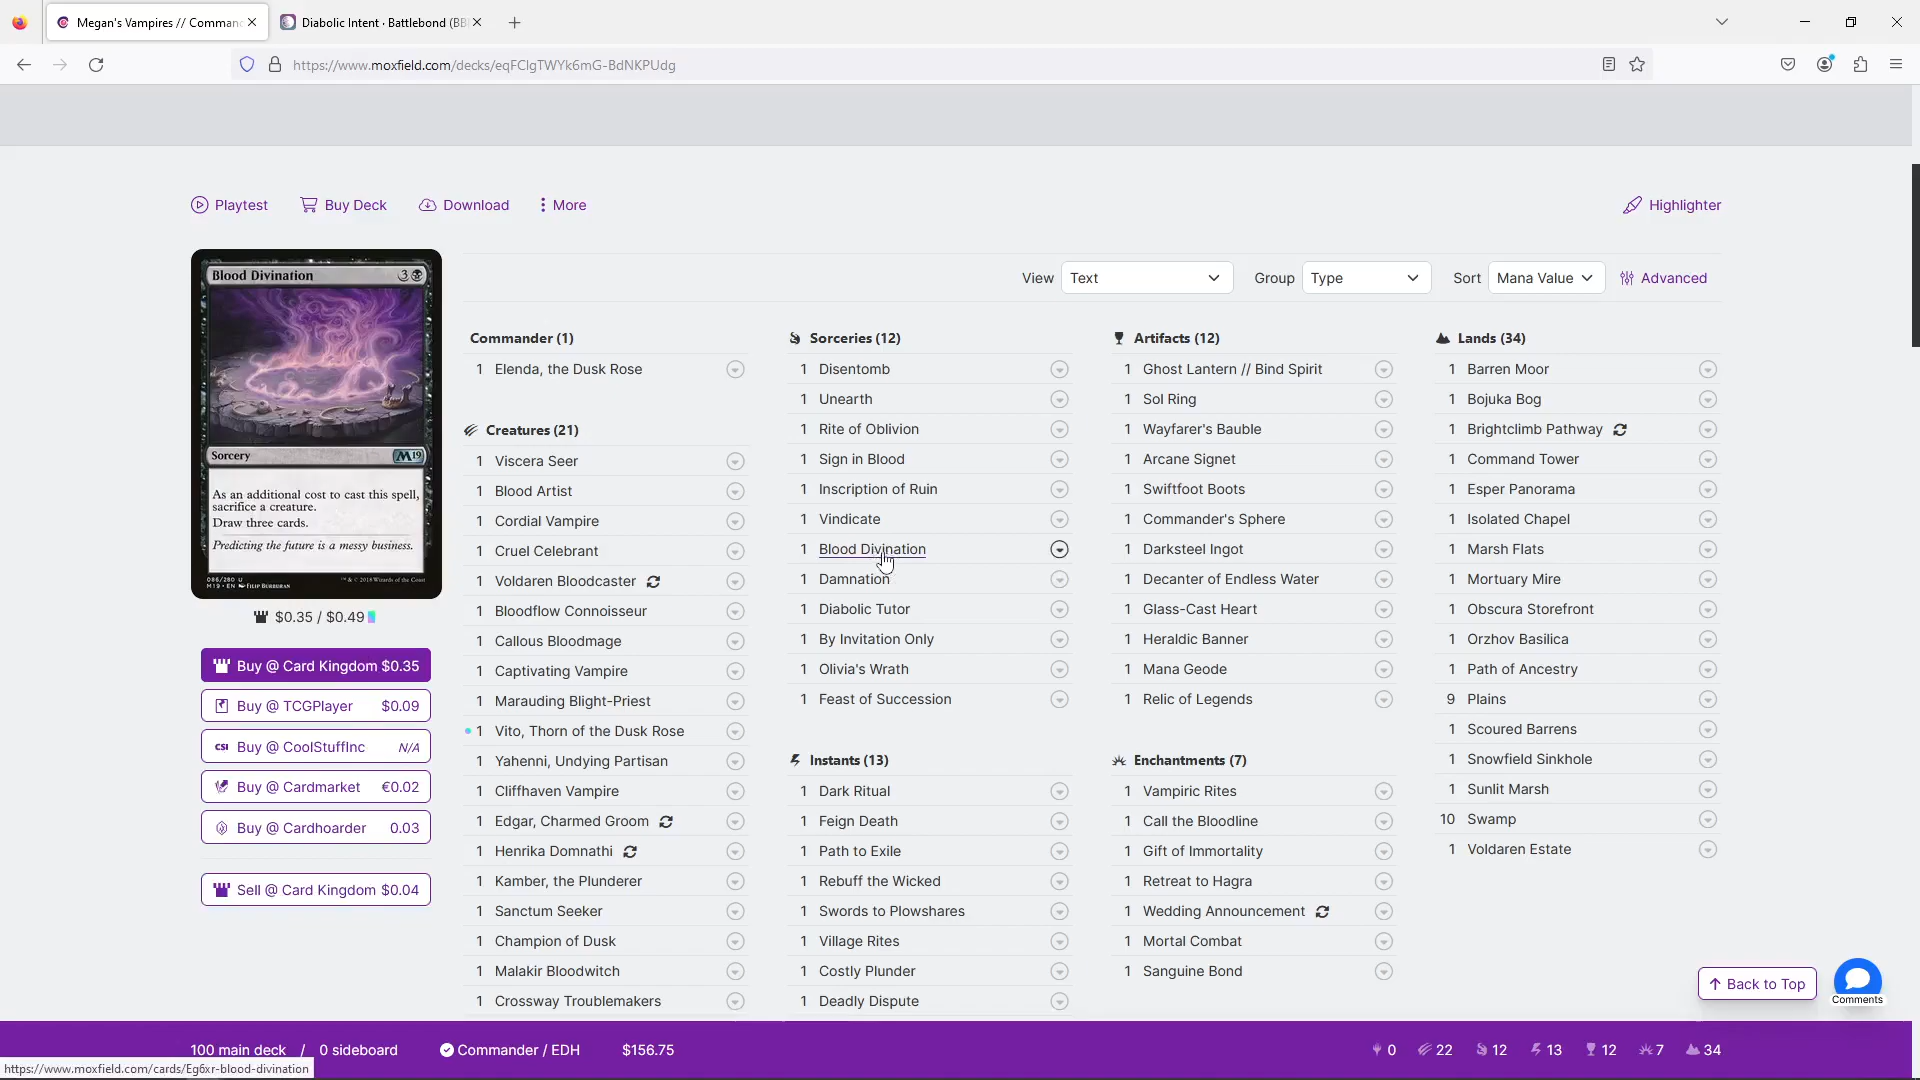 Megan's Vampires // Comman
Diabolic Intent · Battlebond (BB
https://www.moxfield.com/decks/eqFClgTWYk6mG-BdNKPUdg
Playtest
Buy Deck
Download
More
Highlighter
View
Text
Group
Type
Sort
Mana Value
Advanced
Blood Divination 3
Sorcery
M19
As an additional cost to cast this spell,
sacrifice a creature.
Draw three cards.
Predicting the future is a messy business.
086/280 U
M19 • EN Filip Burburan
™ & © 2018 Wizards of the Coast
$0.35 / $0.49
Buy @ Card Kingdom $0.35
Buy @ TCGPlayer $0.09
CSI Buy @ CoolStuffInc N/A
Buy @ Cardmarket €0.02
Buy @ Cardhoarder 0.03
Sell @ Card Kingdom $0.04
Commander (1)
1 Elenda, the Dusk Rose
Creatures (21)
1 Viscera Seer
1 Blood Artist
1 Cordial Vampire
1 Cruel Celebrant
1 Voldaren Bloodcaster
1 Bloodflow Connoisseur
1 Callous Bloodmage
1 Captivating Vampire
1 Marauding Blight-Priest
1 Vito, Thorn of the Dusk Rose
1 Yahenni, Undying Partisan
1 Cliffhaven Vampire
1 Edgar, Charmed Groom
1 Henrika Domnathi
1 Kamber, the Plunderer
1 Sanctum Seeker
1 Champion of Dusk
1 Malakir Bloodwitch
1 Crossway Troublemakers
Sorceries (12)
1 Disentomb
1 Unearth
1 Rite of Oblivion
1 Sign in Blood
1 Inscription of Ruin
1 Vindicate
1 Blood Divination
1 Damnation
1 Diabolic Tutor
1 By Invitation Only
1 Olivia's Wrath
1 Feast of Succession
Instants (13)
1 Dark Ritual
1 Feign Death
1 Path to Exile
1 Rebuff the Wicked
1 Swords to Plowshares
1 Village Rites
1 Costly Plunder
1 Deadly Dispute
Artifacts (12)
1 Ghost Lantern // Bind Spirit
1 Sol Ring
1 Wayfarer's Bauble
1 Arcane Signet
1 Swiftfoot Boots
1 Commander's Sphere
1 Darksteel Ingot
1 Decanter of Endless Water
1 Glass-Cast Heart
1 Heraldic Banner
1 Mana Geode
1 Relic of Legends
Enchantments (7)
1 Vampiric Rites
1 Call the Bloodline
1 Gift of Immortality
1 Retreat to Hagra
1 Wedding Announcement
1 Mortal Combat
1 Sanguine Bond
Lands (34)
1 Barren Moor
1 Bojuka Bog
1 Brightclimb Pathway
1 Command Tower
1 Esper Panorama
1 Isolated Chapel
1 Marsh Flats
1 Mortuary Mire
1 Obscura Storefront
1 Orzhov Basilica
1 Path of Ancestry
9 Plains
1 Scoured Barrens
1 Snowfield Sinkhole
1 Sunlit Marsh
10 Swamp
1 Voldaren Estate
Back to Top
Comments
100 main deck / 0 sideboard
Commander / EDH
$156.75
0 22 12 13 12 7 34
https://www.moxfield.com/cards/Eg6xr-blood-divination